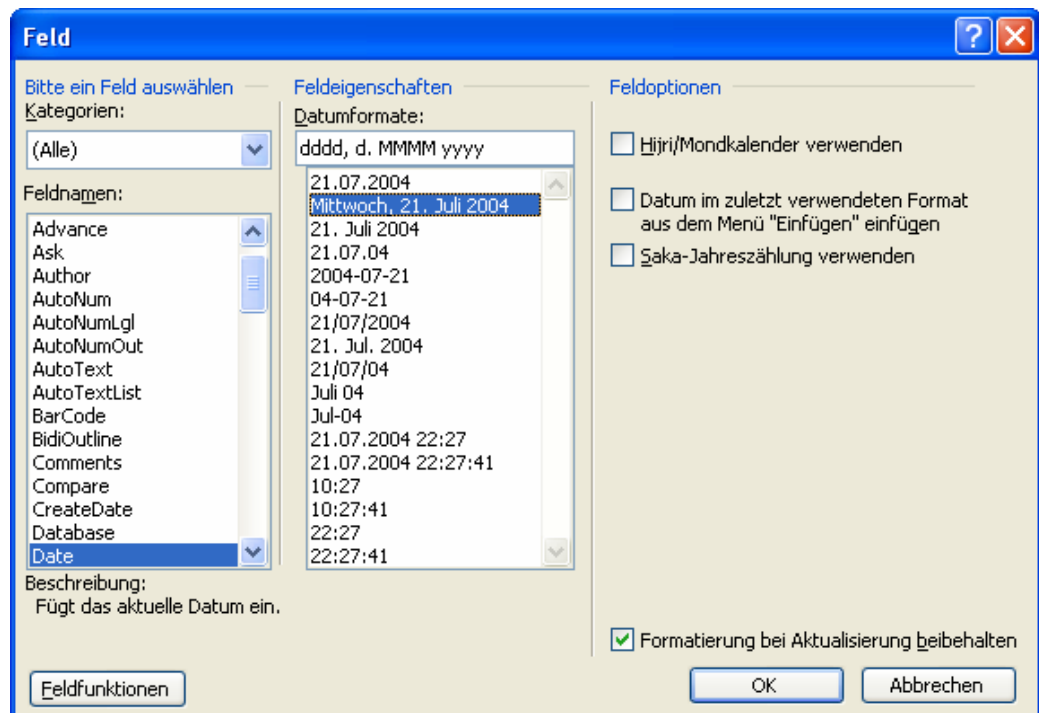 Feld
Bitte ein Feld auswählen
Kategorien:
(Alle)
Feldnamen:
Advance
Ask
Author
AutoNum
AutoNumLgl
AutoNumOut
AutoText
AutoTextList
BarCode
BidiOutline
Comments
Compare
CreateDate
Database
Date
Beschreibung:
Fügt das aktuelle Datum ein.
Feldfunktionen
Feldeigenschaften
Datumformate:
dddd, d. MMMM yyyy
21.07.2004
Mittwoch, 21. Juli 2004
21. Juli 2004
21.07.04
2004-07-21
04-07-21
21/07/2004
21. Jul. 2004
21/07/04
Juli 04
Jul-04
21.07.2004 22:27
21.07.2004 22:27:41
10:27
10:27:41
22:27
22:27:41
Feldoptionen
Hijri/Mondkalender verwenden
Datum im zuletzt verwendeten Format
aus dem Menü "Einfügen" einfügen
Saka-Jahreszählung verwenden
Formatierung bei Aktualisierung beibehalten
OK
Abbrechen